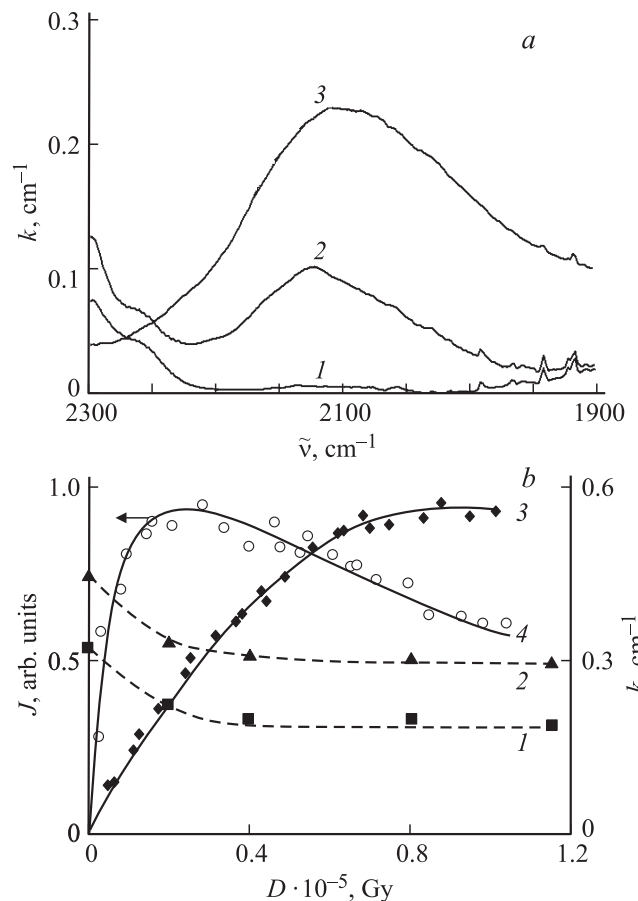 0.3
a
3
k, cm⁻¹
0.2
2
0.1
1
0
2300 2100 1900
ν̃, cm⁻¹
1.0 b 0.6
3
J, arb. units
4
0.5 0.3
2
k, cm⁻¹
1
0 0
0 0.4 0.8 1.2
D · 10⁻⁵, Gy